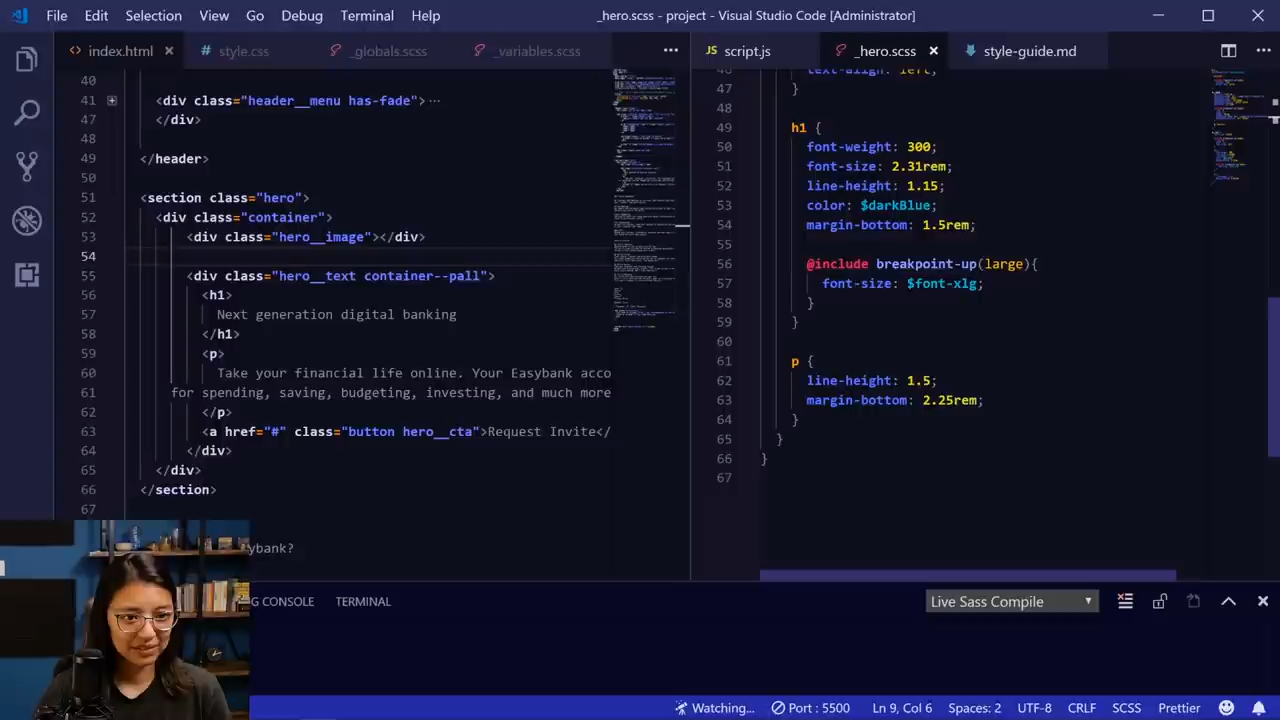 File Edit Selection View Go Debug Terminal Help _hero.scss - project - Visual Studio Code [Administrator]
index.html style.css _globals.scss _variables.scss
40
41 <div class="header__menu has-fade">
47 </div>
48
49 </header>
50
51 <section class="hero">
52 <div class="container">
53 <div class="hero__image"></div>
54
55 <div class="hero__text container--pall">
56 <h1>
57 Next generation digital banking
58 </h1>
59 <p>
60 Take your financial life online. Your Easybank acco
61 for spending, saving, budgeting, investing, and much more
62 </p>
63 <a href="#" class="button hero__cta">Request Invite</
64 </div>
65 </div>
66 </section>
67
ybank?
script.js _hero.scss style-guide.md
46 text-align: left;
47 }
48
49 h1 {
50 font-weight: 300;
51 font-size: 2.31rem;
52 line-height: 1.15;
53 color: $darkBlue;
54 margin-bottom: 1.5rem;
55
56 @include breakpoint-up(large){
57 font-size: $font-xlg;
58 }
59 }
60
61 p {
62 line-height: 1.5;
63 margin-bottom: 2.25rem;
64 }
65 }
66 }
67
G CONSOLE TERMINAL Live Sass Compile
Watching... Port : 5500 Ln 9, Col 6 Spaces: 2 UTF-8 CRLF SCSS Prettier